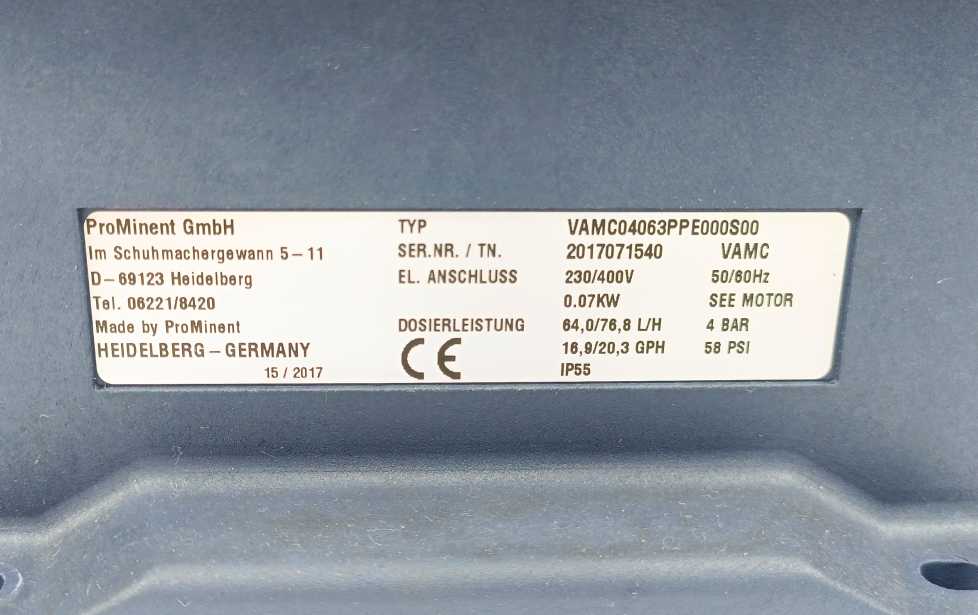 ProMinent GmbH TYP VAMC04063PPE000S00
Im Schuhmachergewann 5-11 SER.NR. / TN. 2017071540 VAMC
D-69123 Heidelberg EL. ANSCHLUSS 230/400V 50/60Hz
Tel. 06221/8420 0.07KW SEE MOTOR
Made by ProMinent DOSIERLEISTUNG 64,0/76,8 L/H 4 BAR
HEIDELBERG-GERMANY CE 16,9/20,3 GPH 58 PSI
15 / 2017 IP55